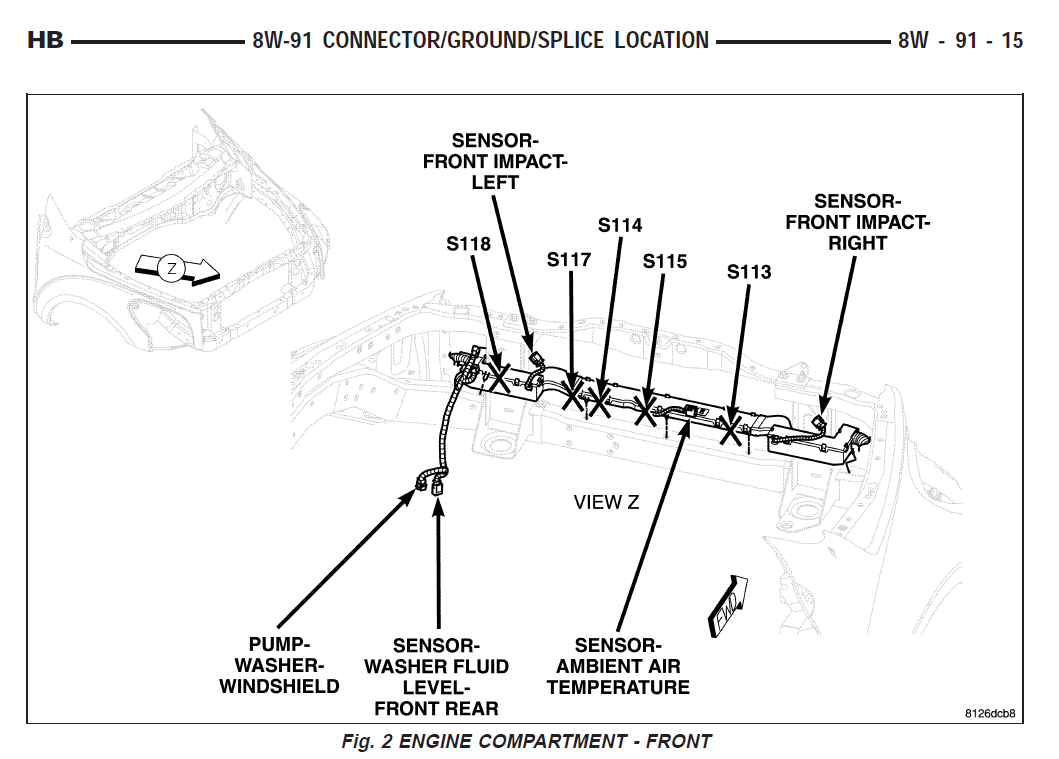 HB 8W-91 CONNECTOR/GROUND/SPLICE LOCATION 8W - 91 - 15
SENSOR-
FRONT IMPACT-
LEFT
SENSOR-
FRONT IMPACT-
RIGHT
S118
S117
S114
S115
S113
Z
VIEW Z
FWD
PUMP-
WASHER-
WINDSHIELD
SENSOR-
WASHER FLUID
LEVEL-
FRONT REAR
SENSOR-
AMBIENT AIR
TEMPERATURE
8126dcb8
Fig. 2 ENGINE COMPARTMENT - FRONT